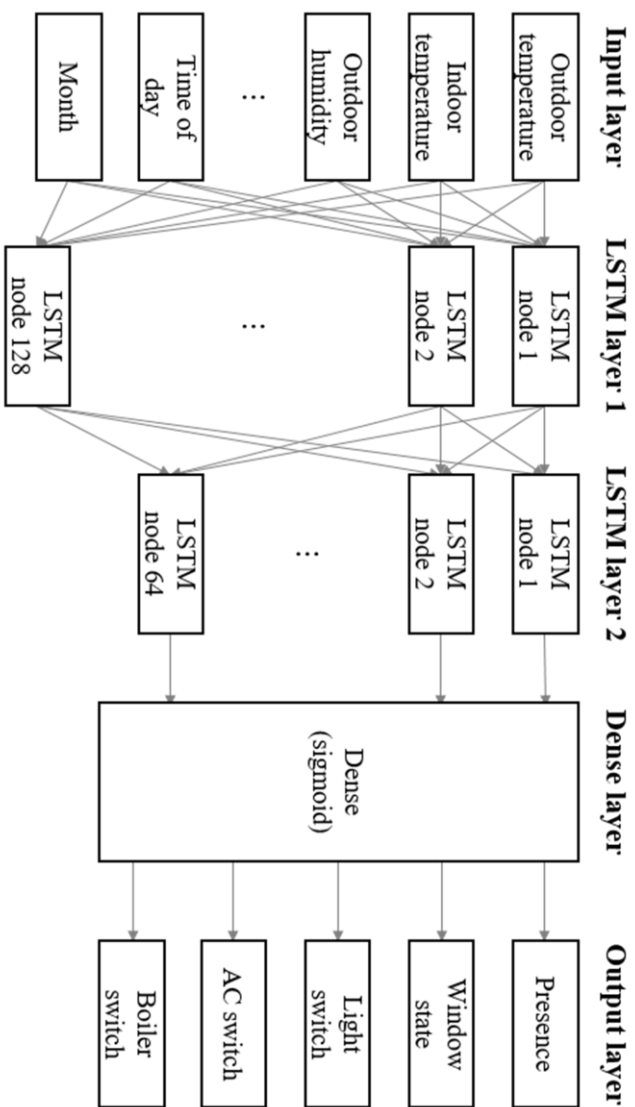 Input layer
Outdoor
temperature
Indoor
temperature
Outdoor
humidity
...
Time of
day
Month
LSTM layer 1
LSTM
node 1
LSTM
node 2
...
LSTM
node 128
LSTM layer 2
LSTM
node 1
LSTM
node 2
...
LSTM
node 64
Dense layer
Dense
(sigmoid)
Output layer
Presence
Window
state
Light
switch
AC switch
Boiler
switch